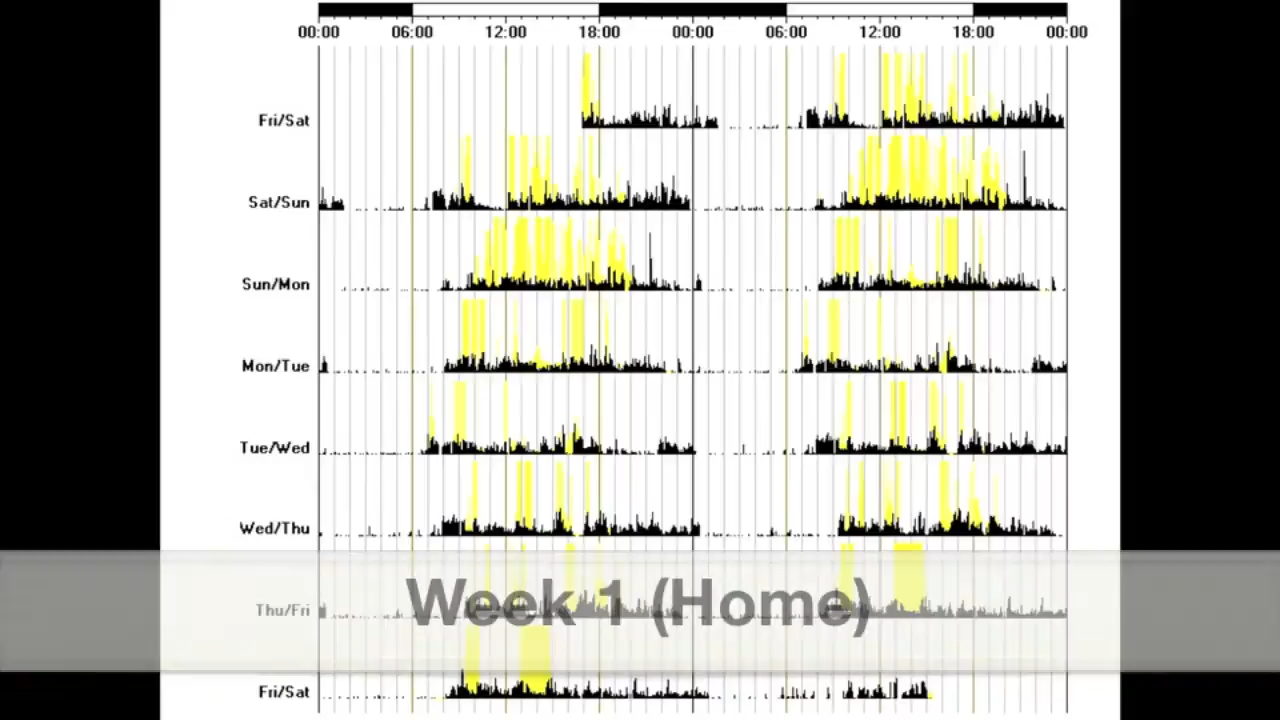 00:00 06:00 12:00 18:00 00:00 06:00 12:00 18:00 00:00
Fri/Sat
Sat/Sun
Sun/Mon
Mon/Tue
Tue/Wed
Wed/Thu
Thu/Fri
Week 1 (Home)
Fri/Sat